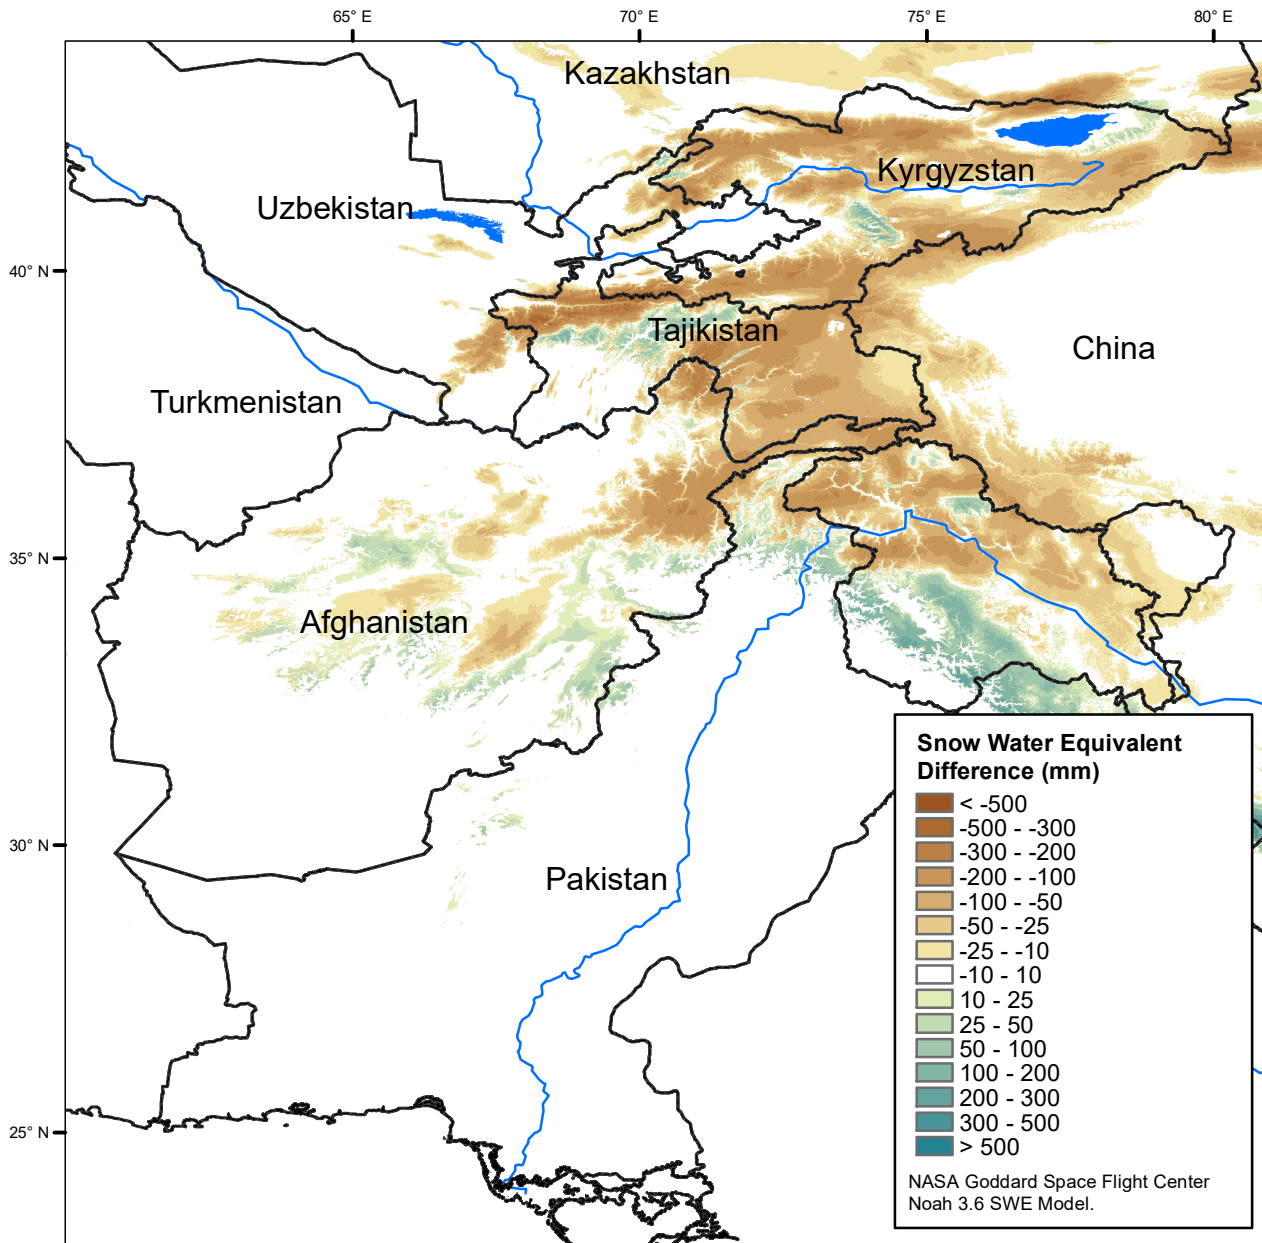 65° E
70° E
75° E
80° E
Kazakhstan
Kyrgyzstan
Uzbekistan
40° N
Tajikistan
China
Turkmenistan
35° N
Afghanistan
30° N
Pakistan
25° N
Snow Water Equivalent
Difference (mm)
< -500
-500 - -300
-300 - -200
-200 - -100
-100 - -50
-50 - -25
-25 - -10
-10 - 10
10 - 25
25 - 50
50 - 100
100 - 200
200 - 300
300 - 500
> 500
NASA Goddard Space Flight Center
Noah 3.6 SWE Model.